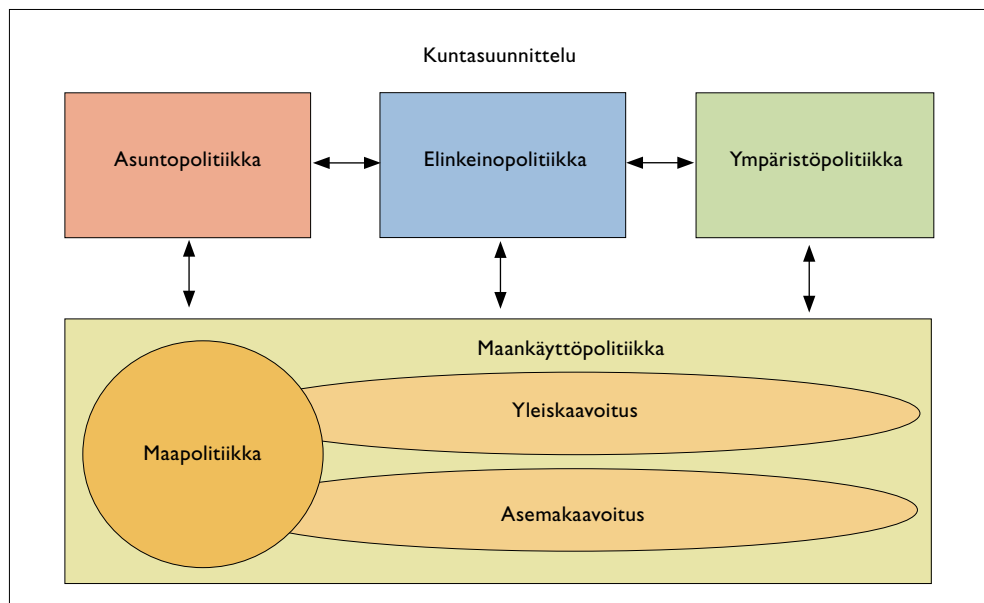 Kuntasuunnittelu
Asuntopolitiikka
Elinkeinopolitiikka
Ympäristöpolitiikka
Maankäyttöpolitiikka
Yleiskaavoitus
Maapolitiikka
Asemakaavoitus